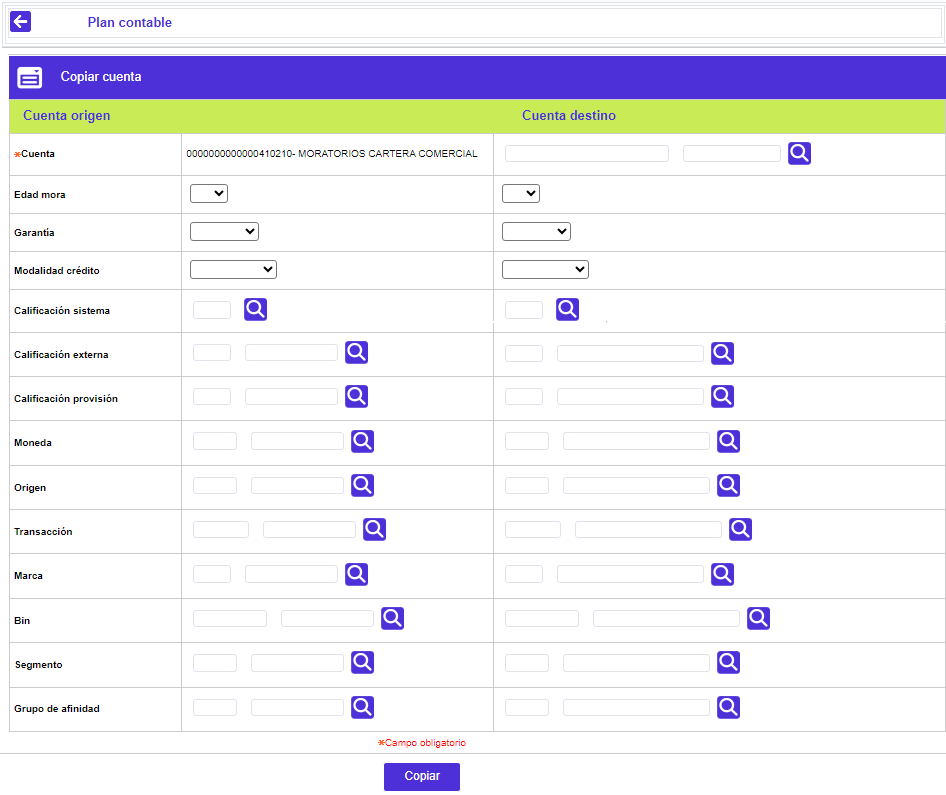 Plan contable
Copiar cuenta
Cuenta origen Cuenta destino
*Cuenta 0000000000000410210- MORATORIOS CARTERA COMERCIAL
Edad mora
Garantía
Modalidad crédito
Calificación sistema
Calificación externa
Calificación provisión
Moneda
Origen
Transacción
Marca
Bin
Segmento
Grupo de afinidad
*Campo obligatorio
Copiar